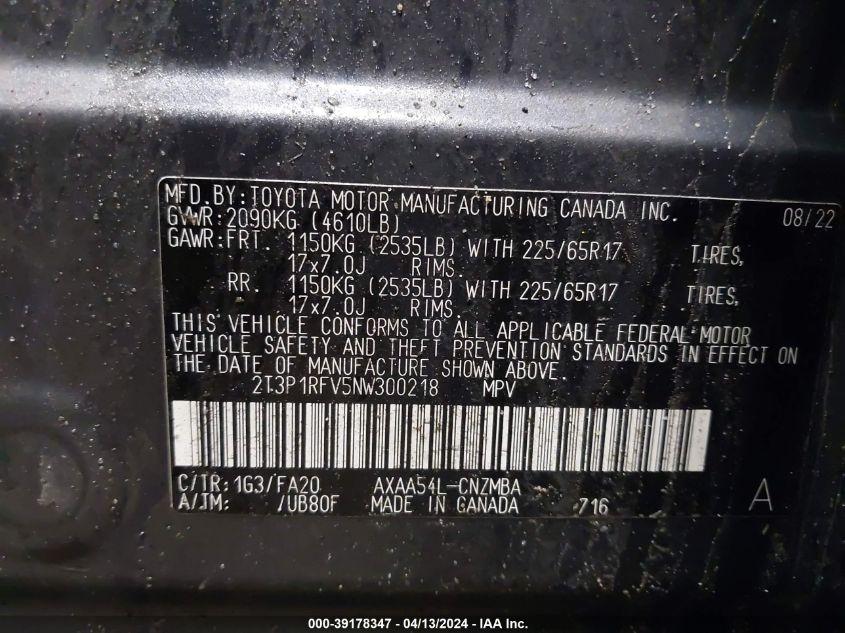 MFD.BY:TOYOTA MOTOR MANUFACTURING CANADA INC. 08/22
GVWR:2090KG (4610LB)
GAWR:FRT. 1150KG (2535LB) WITH 225/65R17 TIRES,
17x7.0J RIMS.
RR. 1150KG (2535LB) WITH 225/65R17 TIRES,
17x7.0J RIMS.
THIS VEHICLE CONFORMS TO ALL APPLICABLE FEDERAL MOTOR
VEHICLE SAFETY AND THEFT PREVENTION STANDARDS IN EFFECT ON
THE DATE OF MANUFACTURE SHOWN ABOVE.
2T3P1RFV5NW300218 MPV
C/TR:1G3/FA20 AXAA54L-CNZMBA A
A/TM: /UB80F MADE IN CANADA 716
000-39178347 - 04/13/2024 - IAA Inc.